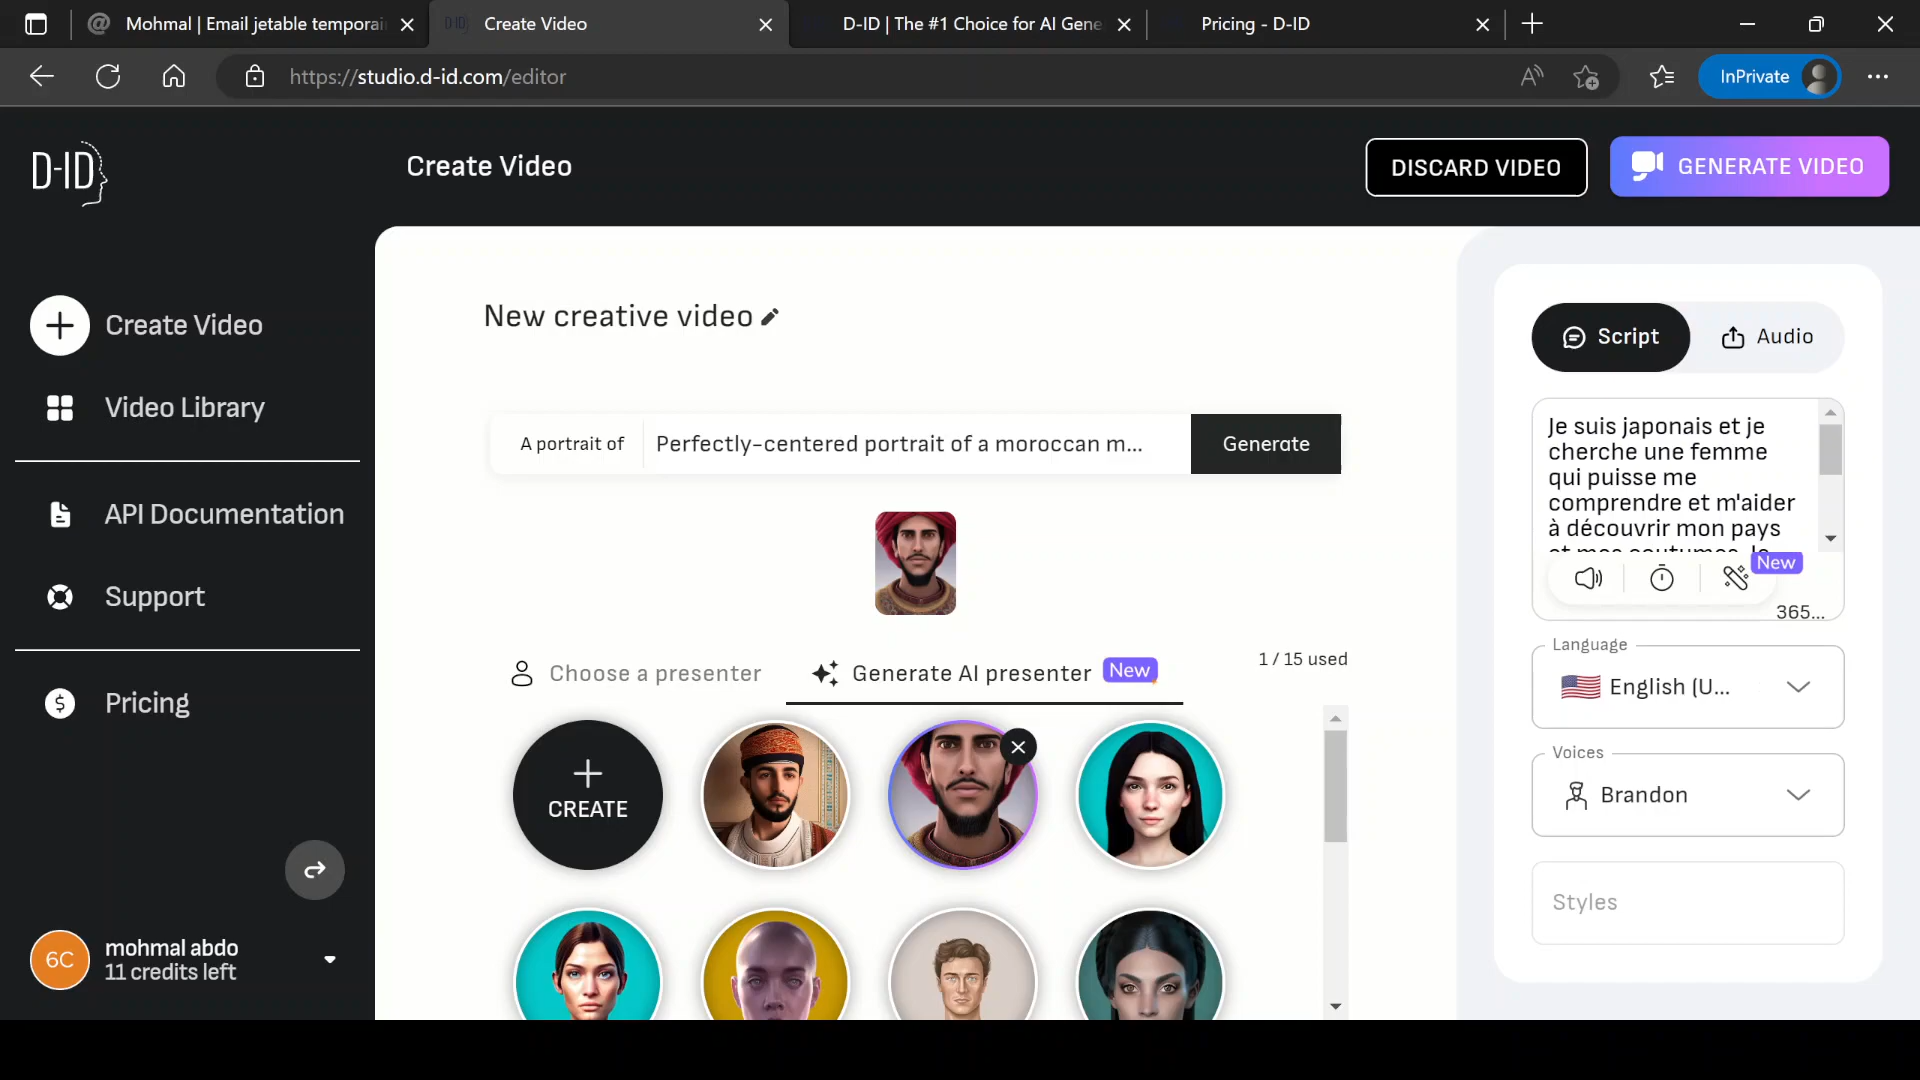 Mohmal | Email jetable temporai
Create Video
D-ID | The #1 Choice for AI Gene
Pricing - D-ID
https://studio.d-id.com/editor
InPrivate
D-ID
Create Video
DISCARD VIDEO
GENERATE VIDEO
Create Video
Video Library
API Documentation
Support
Pricing
6C
mohmal abdo
11 credits left
New creative video
A portrait of
Perfectly-centered portrait of a moroccan m...
Generate
Choose a presenter
Generate AI presenter
New
1 / 15 used
CREATE
Script
Audio
Je suis japonais et je
cherche une femme
qui puisse me
comprendre et m'aider
à découvrir mon pays
et mes coutumes. Je
New
365...
Language
English (U...
Voices
Brandon
Styles